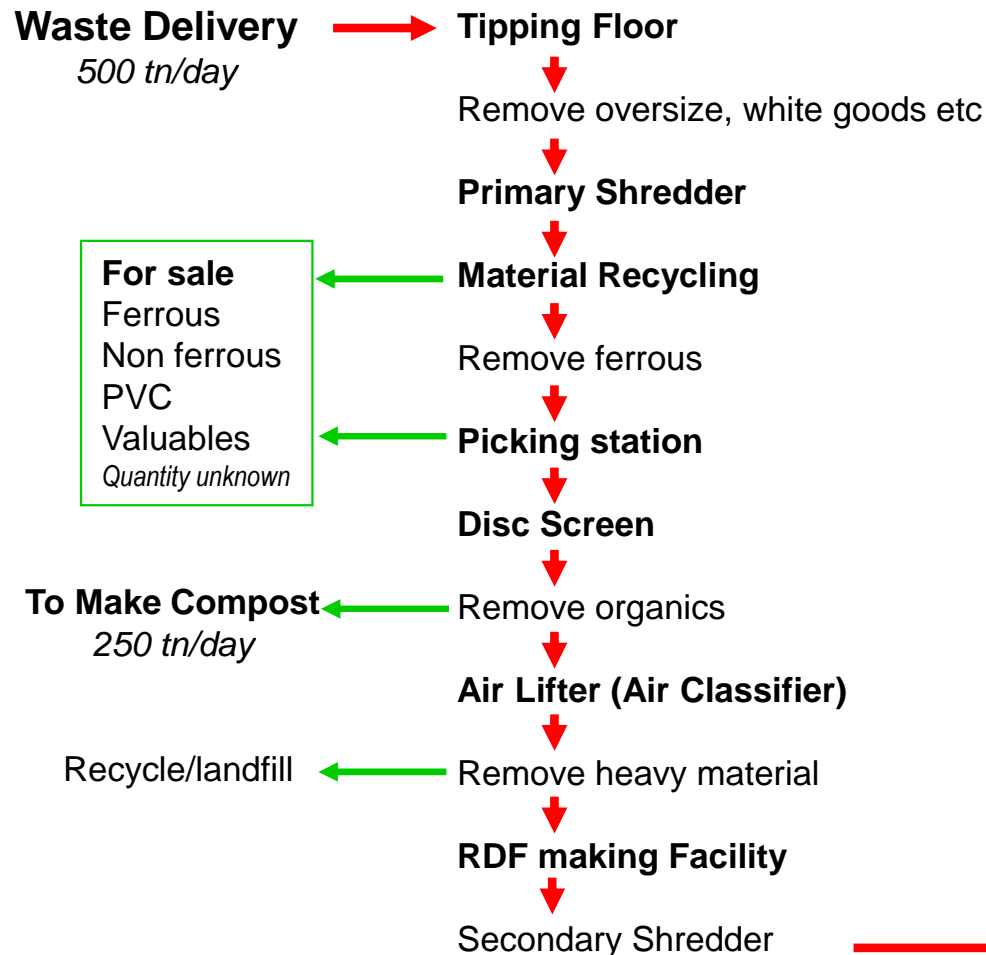 Waste Delivery
500 tn/day
Tipping Floor
Remove oversize, white goods etc
Primary Shredder
Material Recycling
For sale
Ferrous
Non ferrous
PVC
Valuables
Quantity unknown
Remove ferrous
Picking station
Disc Screen
Remove organics
To Make Compost
250 tn/day
Air Lifter (Air Classifier)
Remove heavy material
Recycle/landfill
RDF making Facility
Secondary Shredder